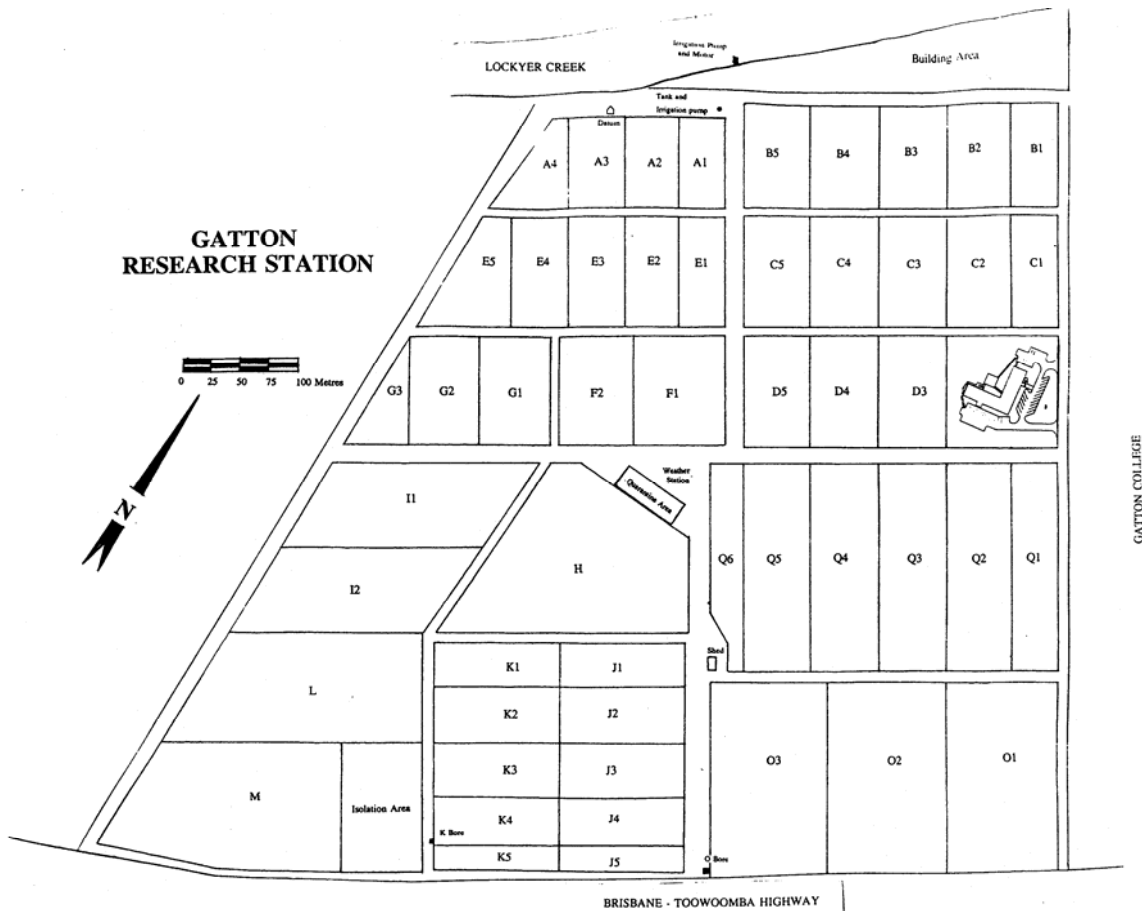 Irrigation Pump
and Motor
LOCKYER CREEK
Building Area
Tank and
Irrigation pump
Datum
A4 A3 A2 A1 B5 B4 B3 B2 B1
GATTON
RESEARCH STATION
E5 E4 E3 E2 E1 C5 C4 C3 C2 C1
0 25 50 75 100 Metres
G3 G2 G1 F2 F1 D5 D4 D3
GATTON COLLEGE
N
Weather
Station
Quarantine Area
I1
H
Q6 Q5 Q4 Q3 Q2 Q1
I2
Shed
K1 J1
L
K2 J2
O3 O2 O1
K3 J3
M
Isolation Area
K4 J4
K Bore
K5 J5
Bore
BRISBANE - TOOWOOMBA HIGHWAY